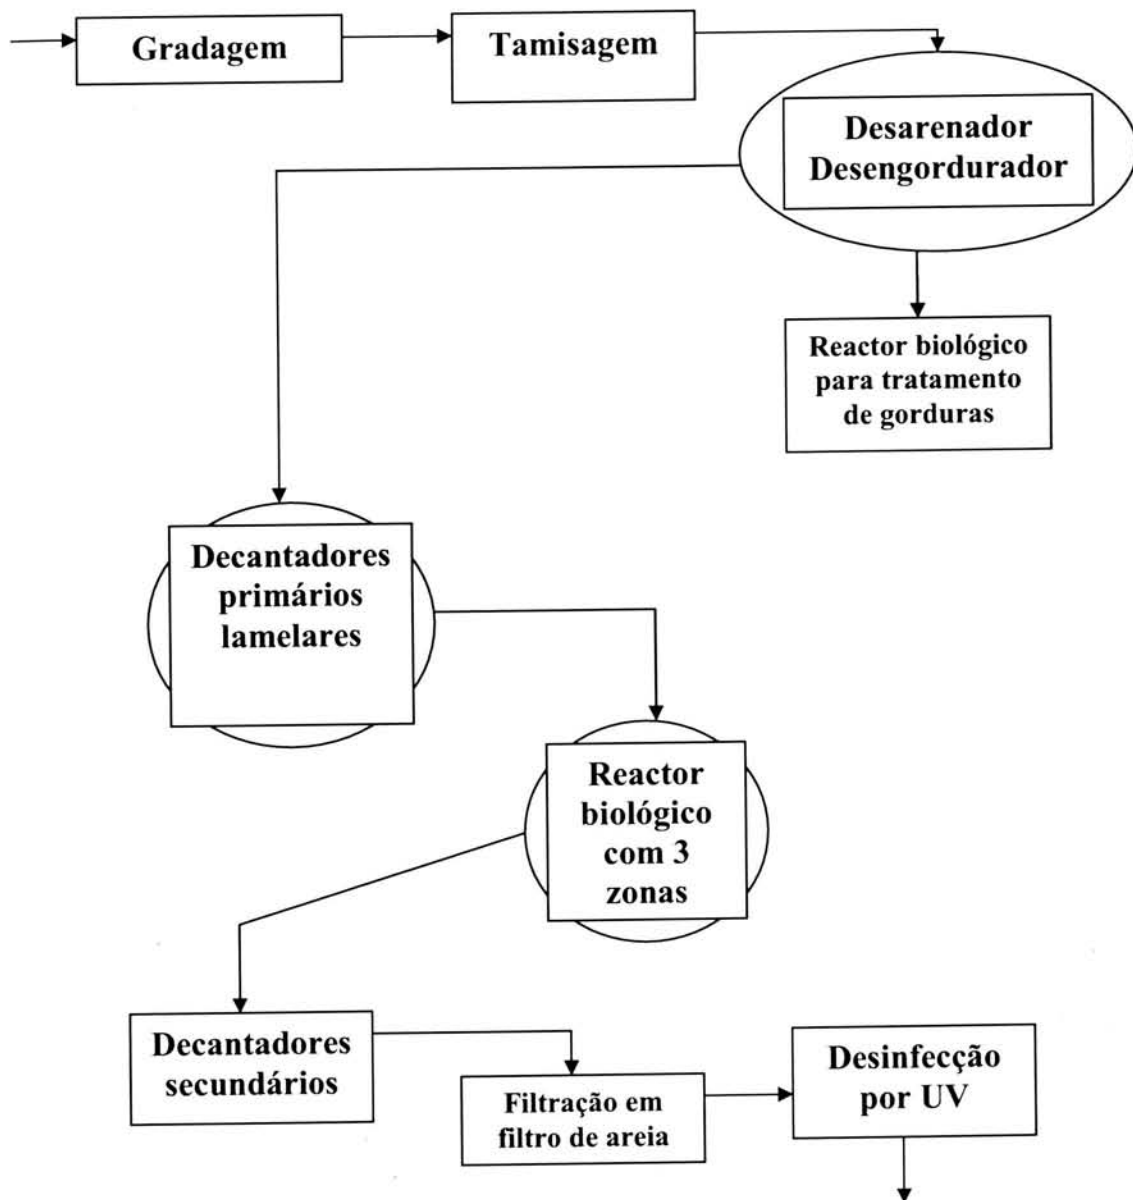 Gradagem
Tamisagem
Desarenador
Desengordurador
Reactor biológico
para tratamento
de gorduras
Decantadores
primários
lamelares
Reactor
biológico
com 3
zonas
Decantadores
secundários
Filtração em
filtro de areia
Desinfecção
por UV